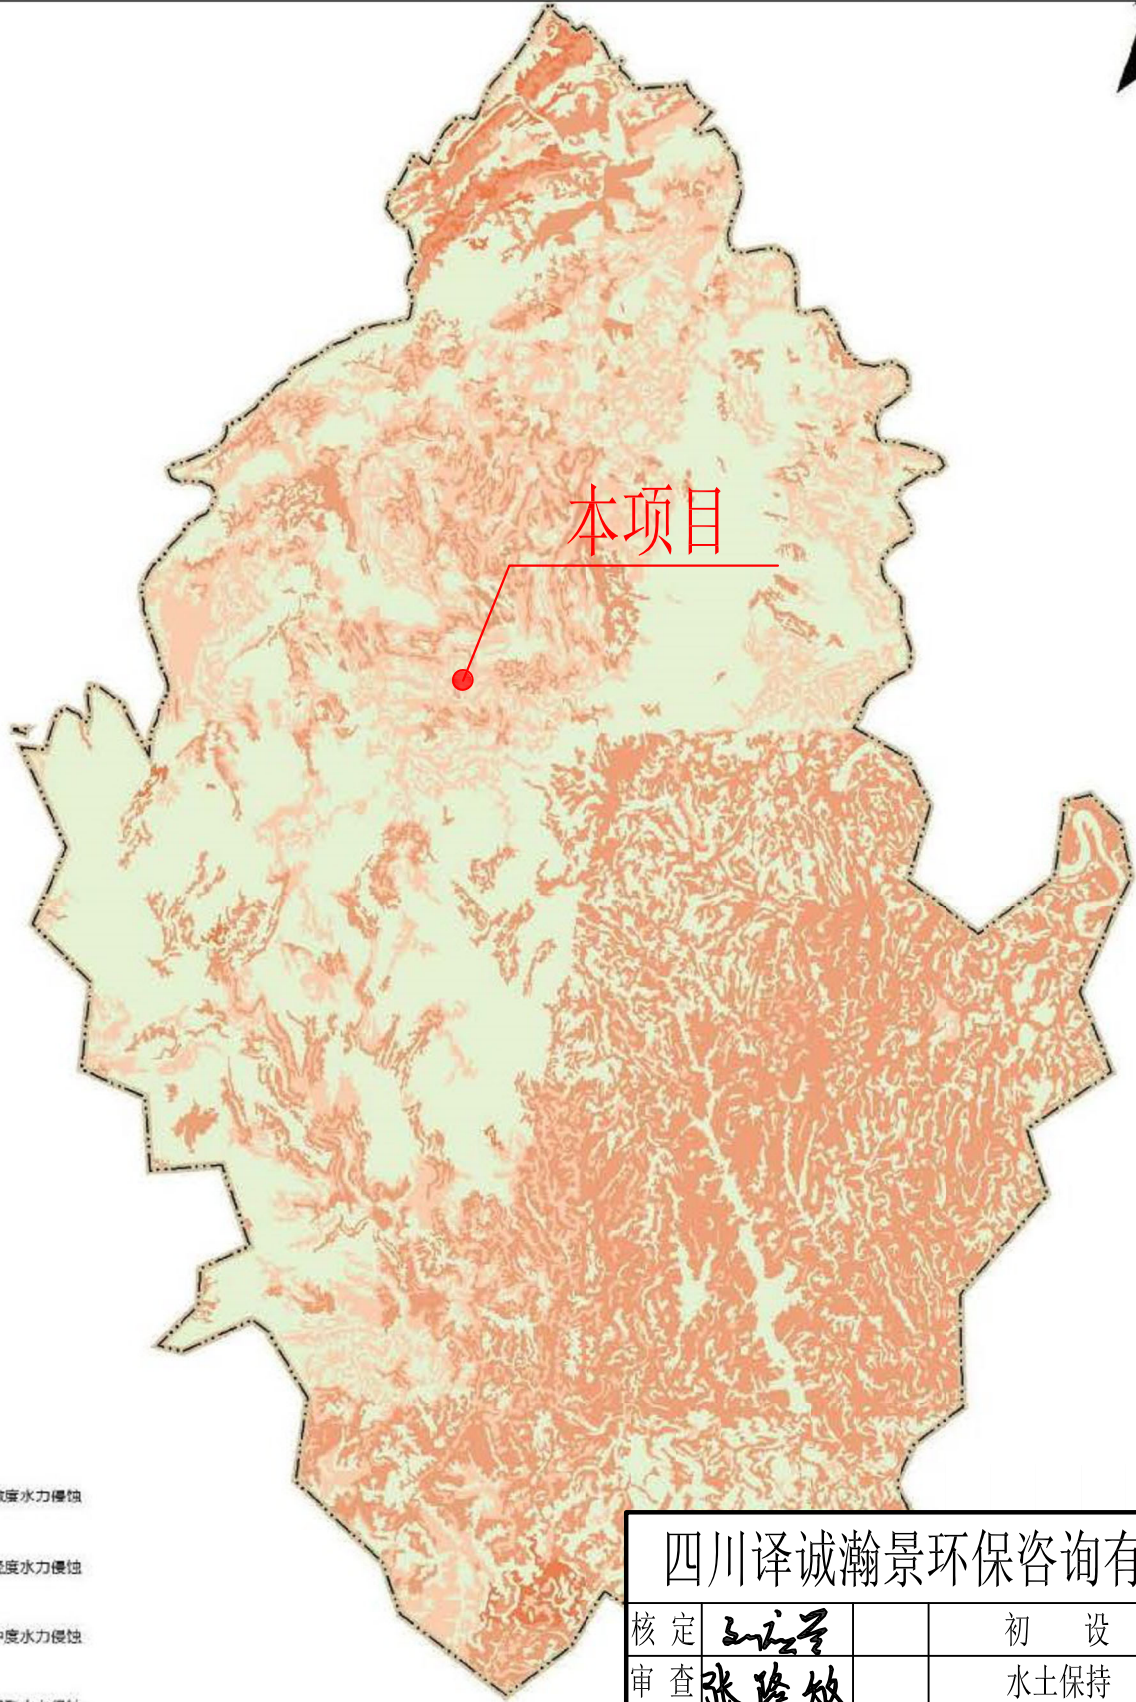 本项目
度水力侵蚀
度水力侵蚀
度水力侵蚀
四川译诚瀚景环保咨询有
核 定 初 设
审 查 张 水土保持